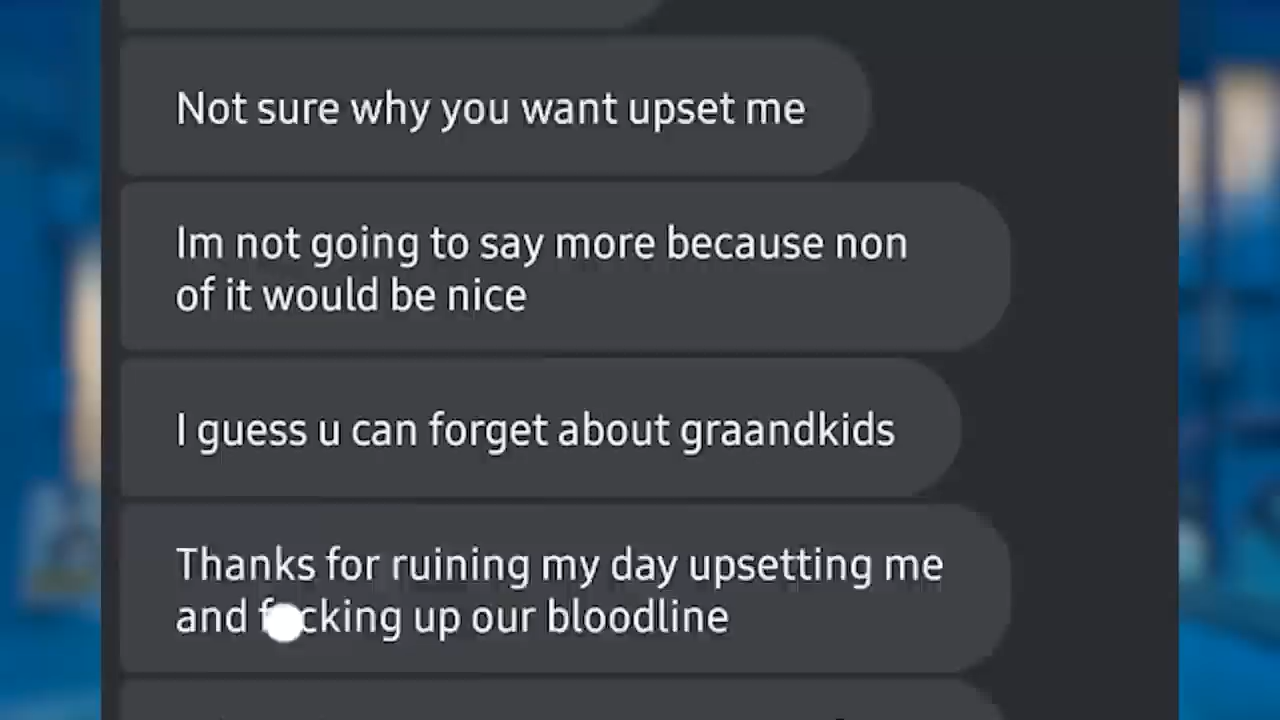 Not sure why you want upset me
Im not going to say more because non
of it would be nice
I guess u can forget about graandkids
Thanks for ruining my day upsetting me
and up our bloodline